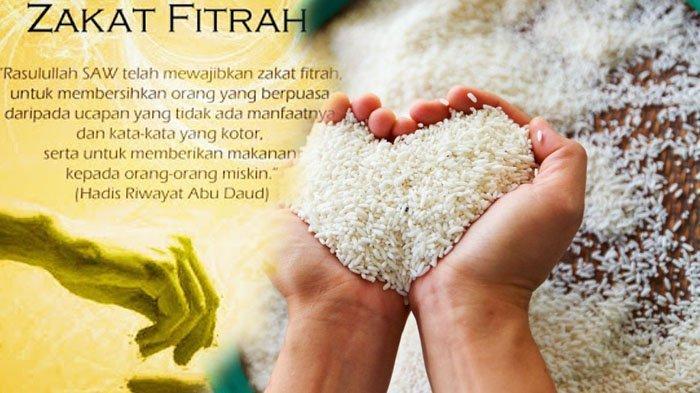 ZAKAT FITRAH
"Rasulullah SAW telah mewajibkan zakat fitrah,
untuk membersihkan orang yang berpuasa
daripada ucapan yang tidak ada manfaatnya
dan kata-kata yang kotor,
serta untuk memberikan makanan
kepada orang-orang miskin."
(Hadis Riwayat Abu Daud)